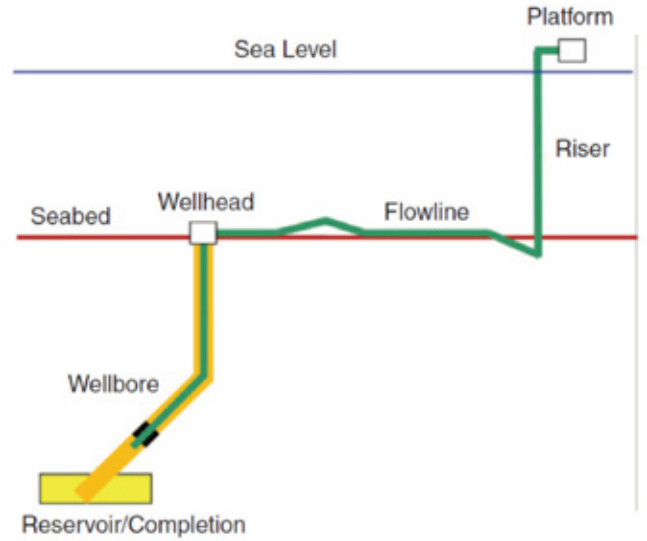 Platform
Sea Level
Riser
Wellhead
Seabed
Flowline
Wellbore
Reservoir/Completion